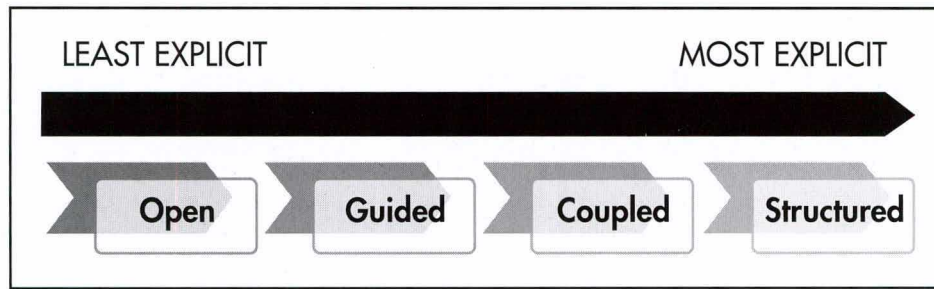 LEAST EXPLICIT MOST EXPLICIT
Open Guided Coupled Structured